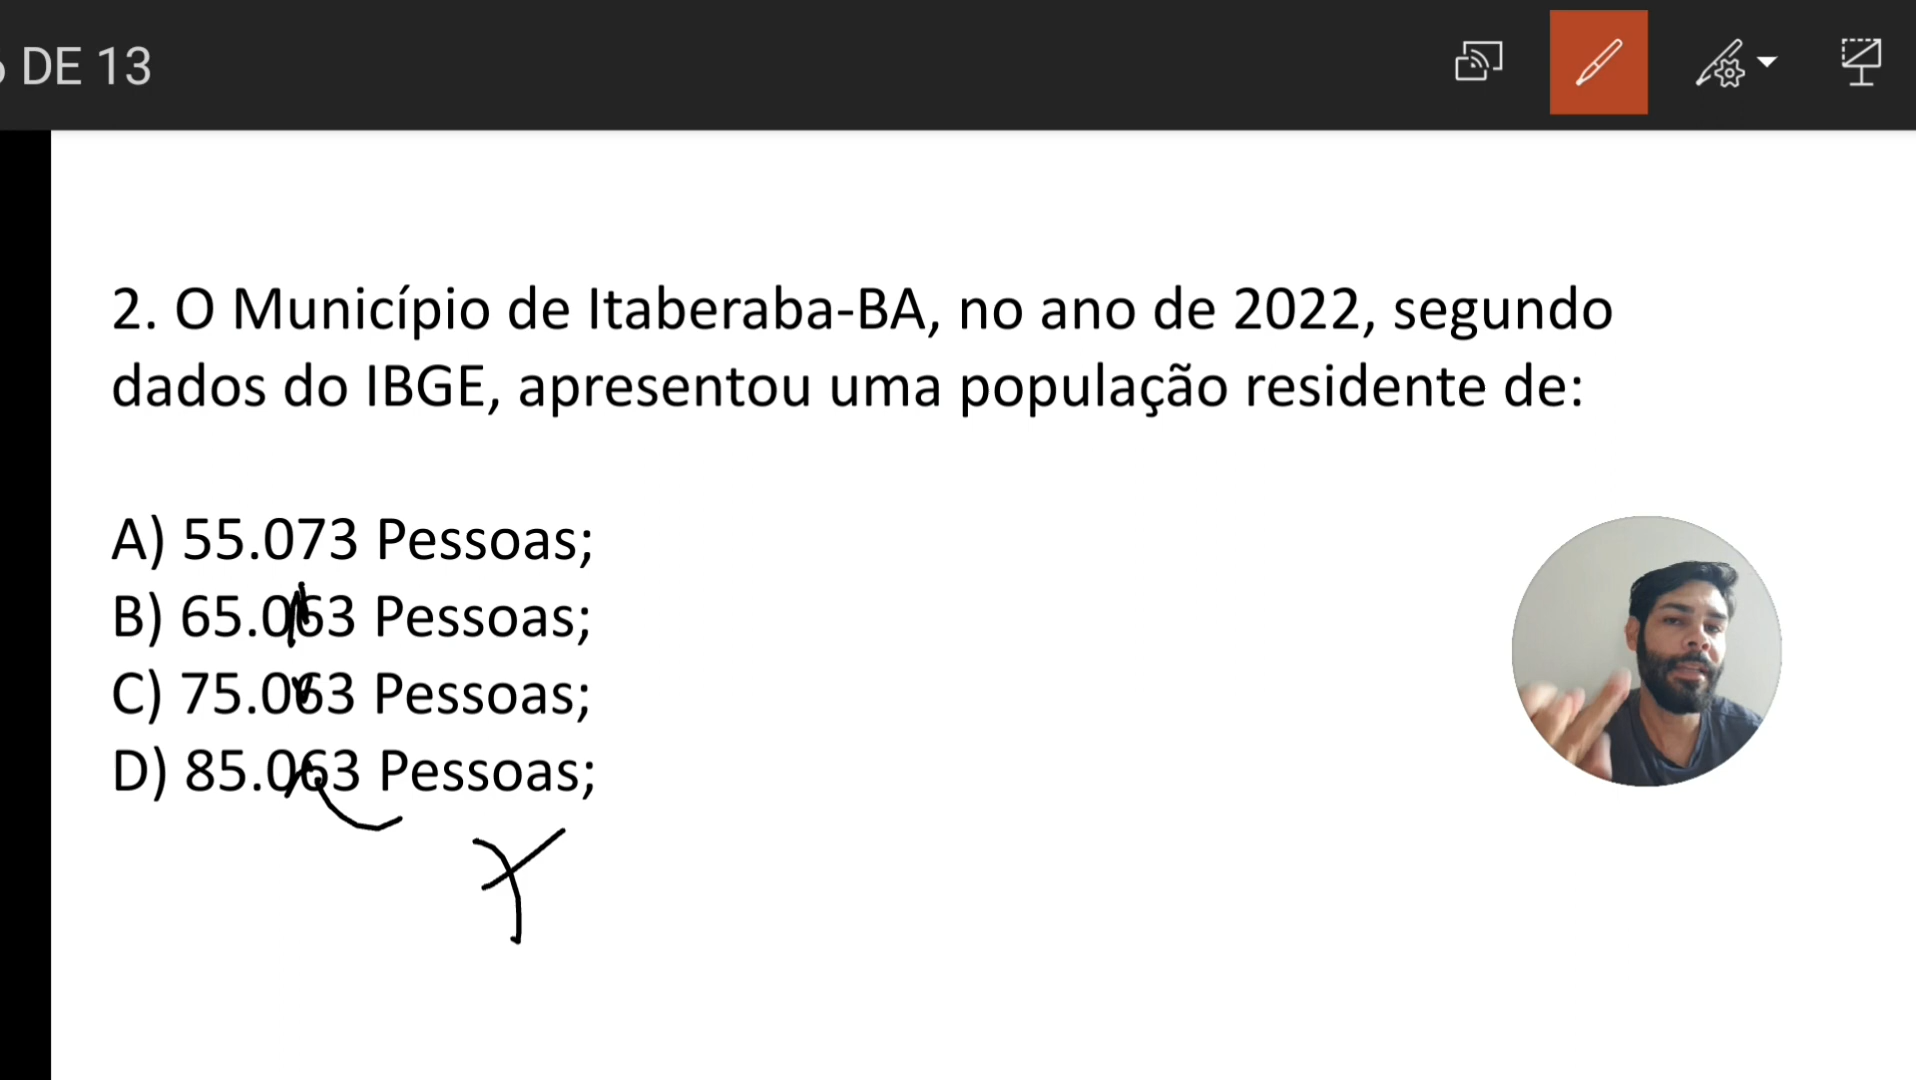 DE 13
2. O Município de Itaberaba-BA, no ano de 2022, segundo
dados do IBGE, apresentou uma população residente de:
A) 55.073 Pessoas;
B) 65.063 Pessoas;
C) 75.063 Pessoas;
D) 85.063 Pessoas;